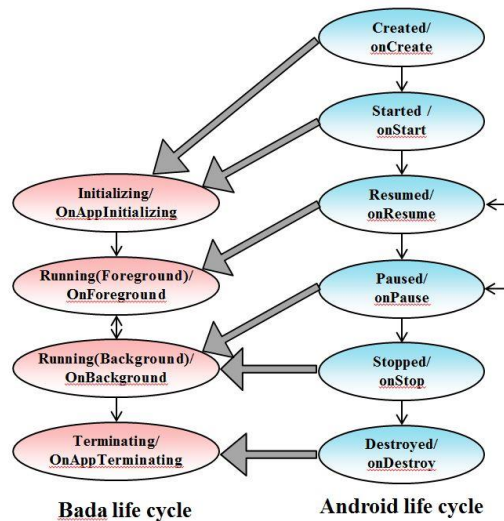 Created/
onCreate
Started /
onStart
Initializing/
OnAppInitializing
Resumed/
onResume
Running(Foreground)/
OnForeground
Paused/
onPause
Running(Background)/
OnBackground
Stopped/
onStop
Terminating/
OnAppTerminating
Destroyed/
onDestroy
Bada life cycle
Android life cycle